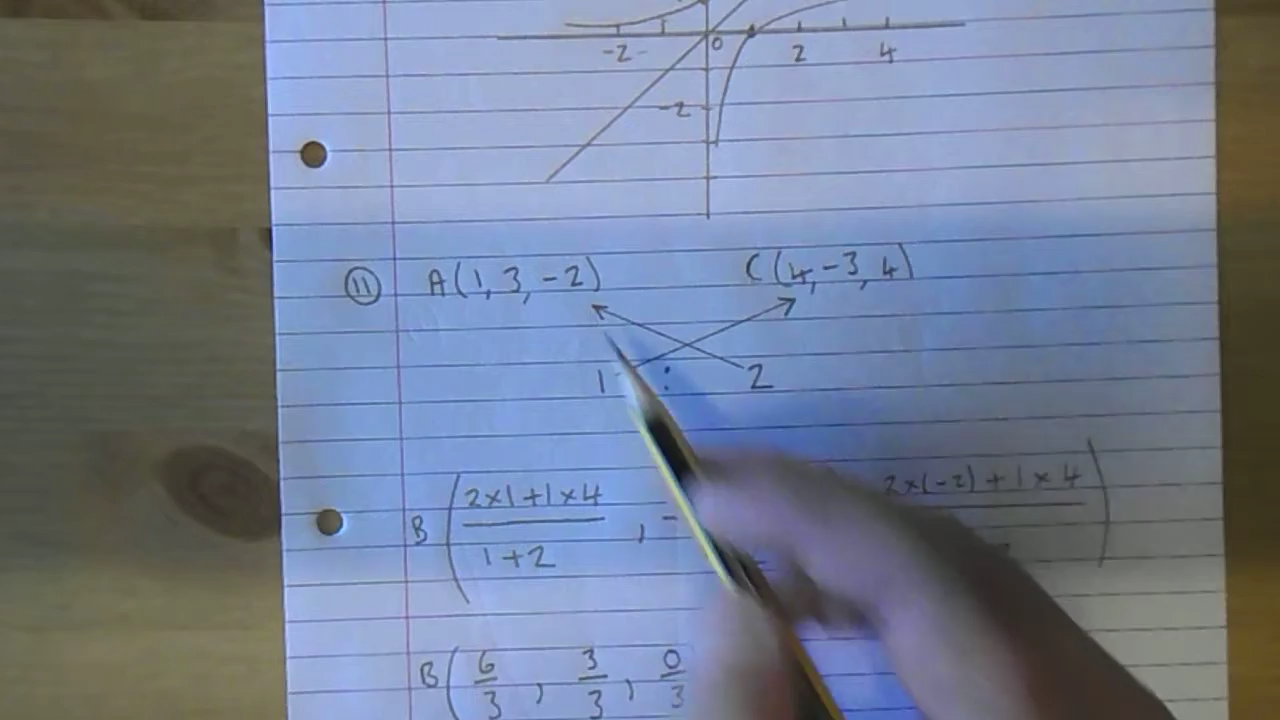 -2 0 2 4
-2
11 A(1, 3, -2) C(4, -3, 4)
1 : 2
B ( 2×1+1×4 / 1+2 , 2×(-2)+1×4 )
B ( 6/3 , 3/3 , 0/3